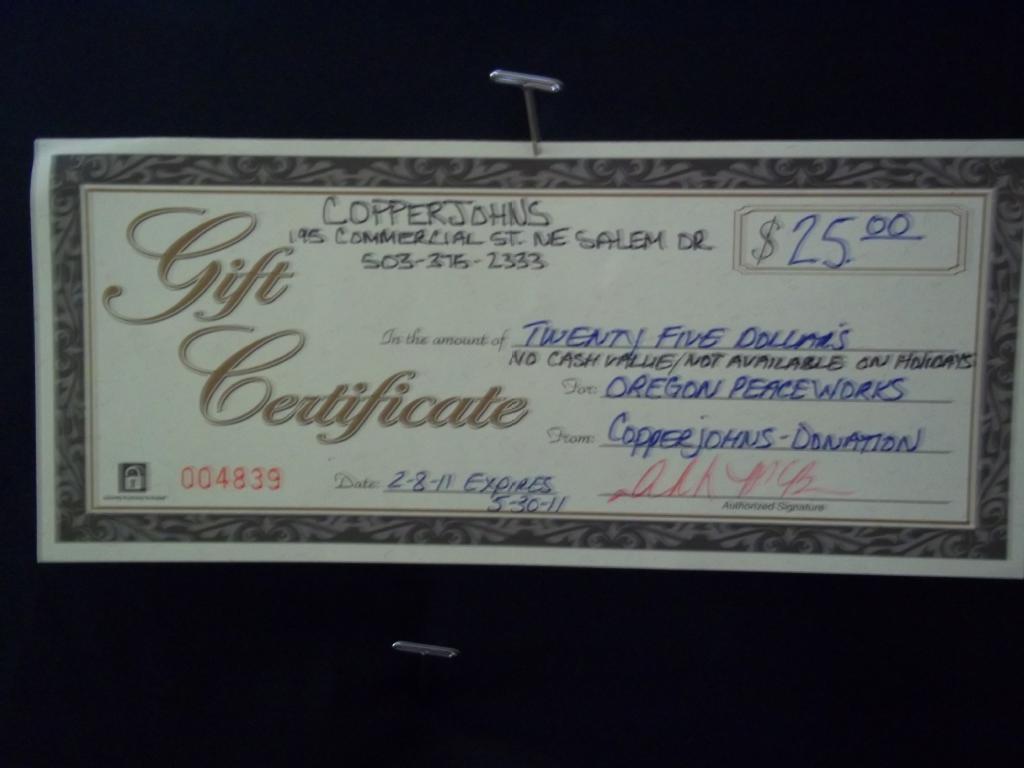 COPPERJOHNS
195 COMMERCIAL ST. NE SALEM OR
503-375-2333
$ 25.00
Gift
Certificate
In the amount of TWENTY FIVE DOLLARS
NO CASH VALUE/NOT AVAILABLE ON HOLIDAYS
For: OREGON PEACEWORKS
From: COPPERJOHNS-DONATION
004839
Date: 2-8-11 EXPIRES
5-30-11
Authorized Signature